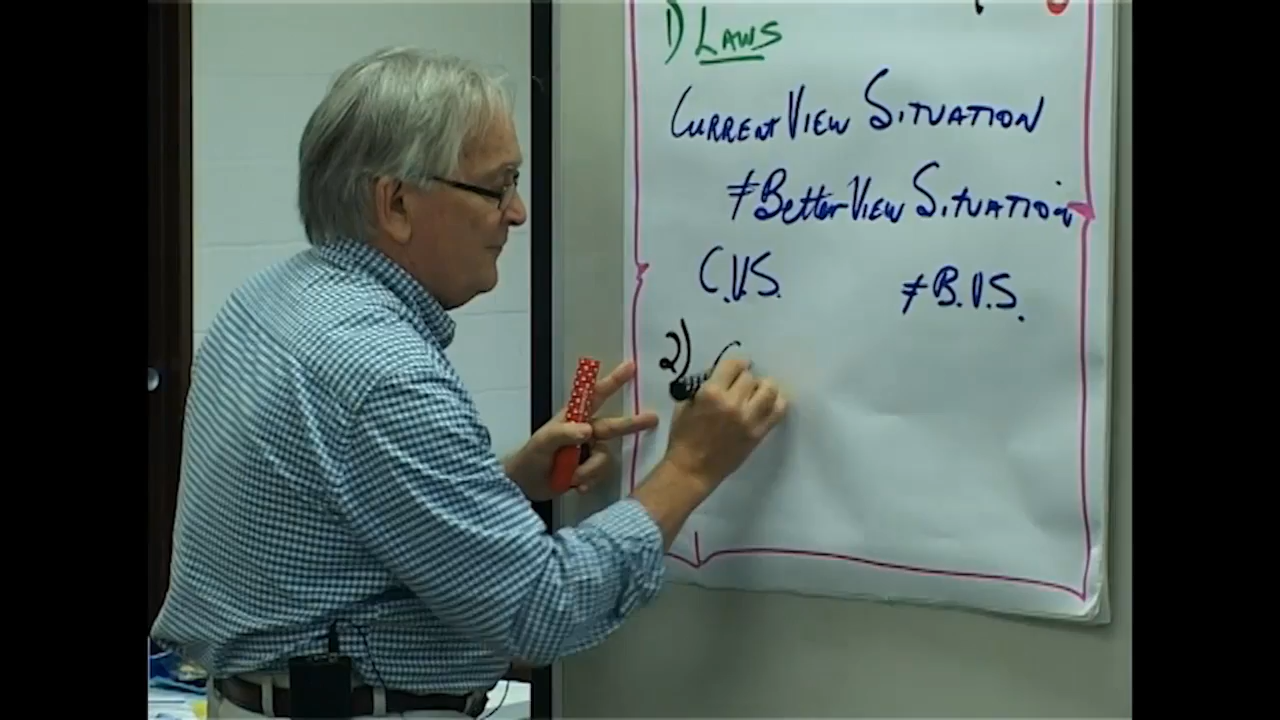 1) LAWS
CURRENT VIEW SITUATION
≠ Better VIEW SITUATION
C.V.S. ≠ B.V.S.
2) C